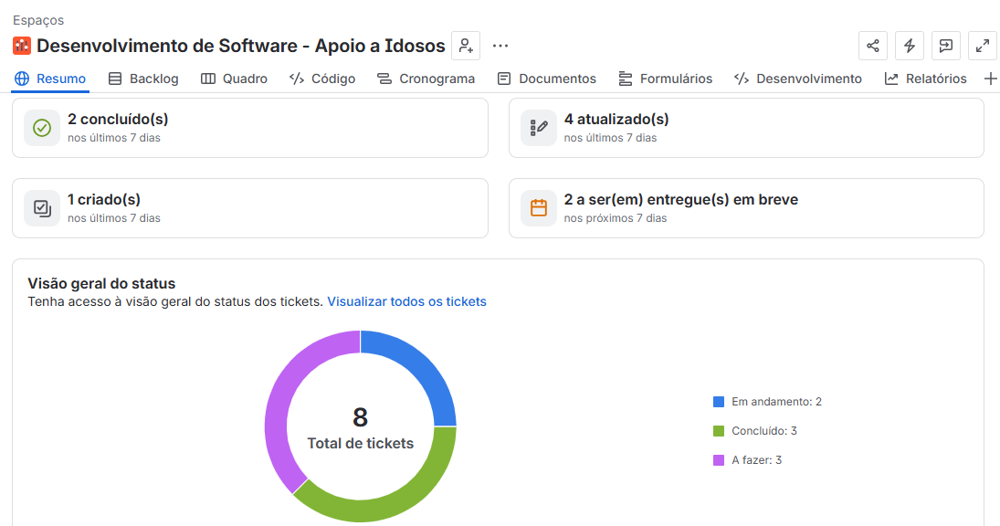 Espaços
Desenvolvimento de Software - Apoio a Idosos
Resumo Backlog Quadro Código Cronograma Documentos Formulários Desenvolvimento Relatórios
2 concluído(s)
nos últimos 7 dias
4 atualizado(s)
nos últimos 7 dias
1 criado(s)
nos últimos 7 dias
2 a ser(em) entregue(s) em breve
nos próximos 7 dias
Visão geral do status
Tenha acesso à visão geral do status dos tickets. Visualizar todos os tickets
8
Total de tickets
Em andamento: 2
Concluído: 3
A fazer: 3